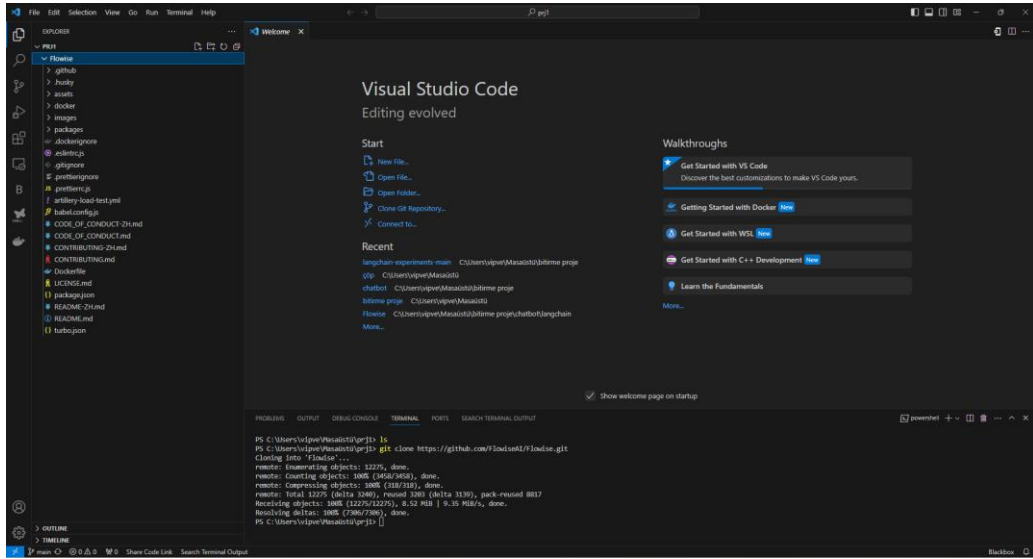 File Edit Selection View Go Run Terminal Help
prj1
EXPLORER
PRJ1
Flowise
.github
.husky
assets
docker
images
packages
.dockerignore
.eslintrc.js
.gitignore
.prettierignore
.prettierrc.js
artillery-load-test.yml
babel.config.js
CODE_OF_CONDUCT-ZH.md
CODE_OF_CONDUCT.md
CONTRIBUTING-ZH.md
CONTRIBUTING.md
Dockerfile
LICENSE.md
package.json
README-ZH.md
README.md
turbo.json
OUTLINE
TIMELINE
Welcome
Visual Studio Code
Editing evolved
Start
New File...
Open File...
Open Folder...
Clone Git Repository...
Connect to...
Recent
langchain-experiments-main C:\Users\vipve\Masaüstü\bitirme proje
çöp C:\Users\vipve\Masaüstü
chatbot C:\Users\vipve\Masaüstü\bitirme proje
bitirme proje C:\Users\vipve\Masaüstü
Flowise C:\Users\vipve\Masaüstü\bitirme proje\chatbot\langchain
More...
Walkthroughs
Get Started with VS Code
Discover the best customizations to make VS Code yours.
Getting Started with Docker New
Get Started with WSL New
Get Started with C++ Development New
Learn the Fundamentals
More...
Show welcome page on startup
PROBLEMS OUTPUT DEBUG CONSOLE TERMINAL PORTS SEARCH TERMINAL OUTPUT
powershell
PS C:\Users\vipve\Masaüstü\prj1> ls
PS C:\Users\vipve\Masaüstü\prj1> git clone https://github.com/FlowiseAI/Flowise.git
Cloning into 'Flowise'...
remote: Enumerating objects: 12275, done.
remote: Counting objects: 100% (3458/3458), done.
remote: Compressing objects: 100% (318/318), done.
remote: Total 12275 (delta 3240), reused 3203 (delta 3139), pack-reused 8817
Receiving objects: 100% (12275/12275), 8.52 MiB | 9.35 MiB/s, done.
Resolving deltas: 100% (7306/7306), done.
PS C:\Users\vipve\Masaüstü\prj1>
main 0 0 0 0 Share Code Link Search Terminal Output
Blackbox